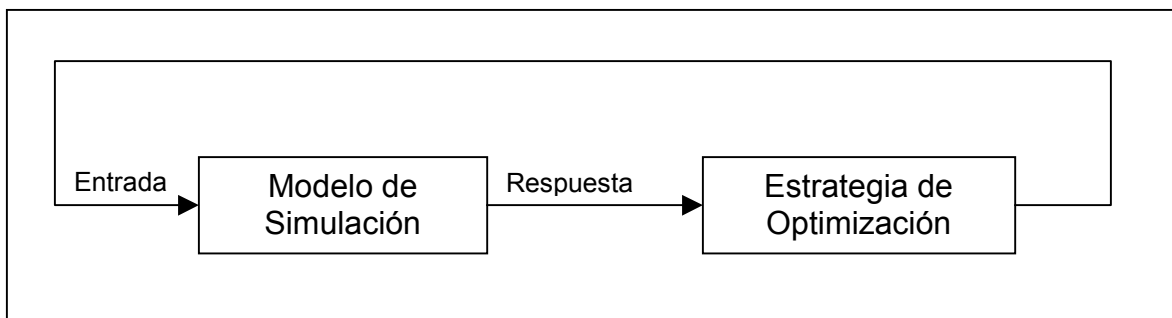 Entrada
Modelo de
Simulación
Respuesta
Estrategia de
Optimización